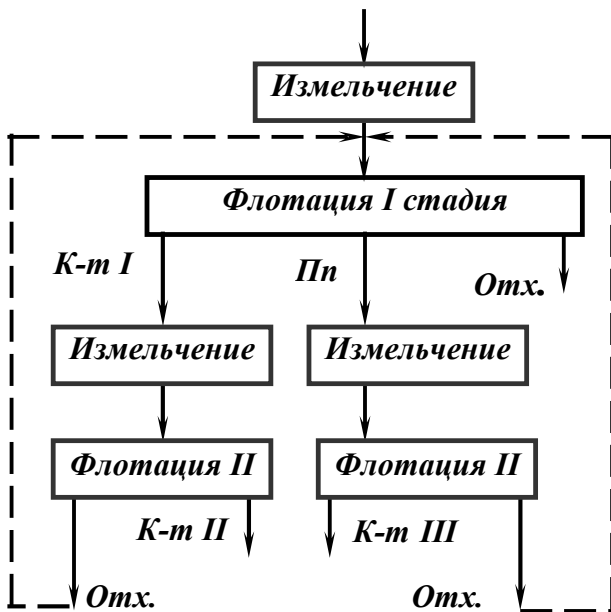 Измельчение
Флотация I стадия
К-т I
Пп
Отх.
Измельчение
Измельчение
Флотация II
Флотация II
К-т II
К-т III
Отх.
Отх.